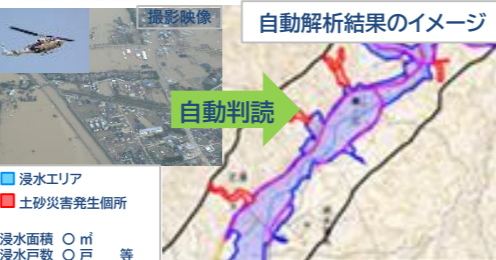 撮影映像
自動解析結果のイメージ
自動判読
浸水エリア
土砂災害発生個所
浸水面積 〇 ㎡
浸水戸数 〇 戸 等